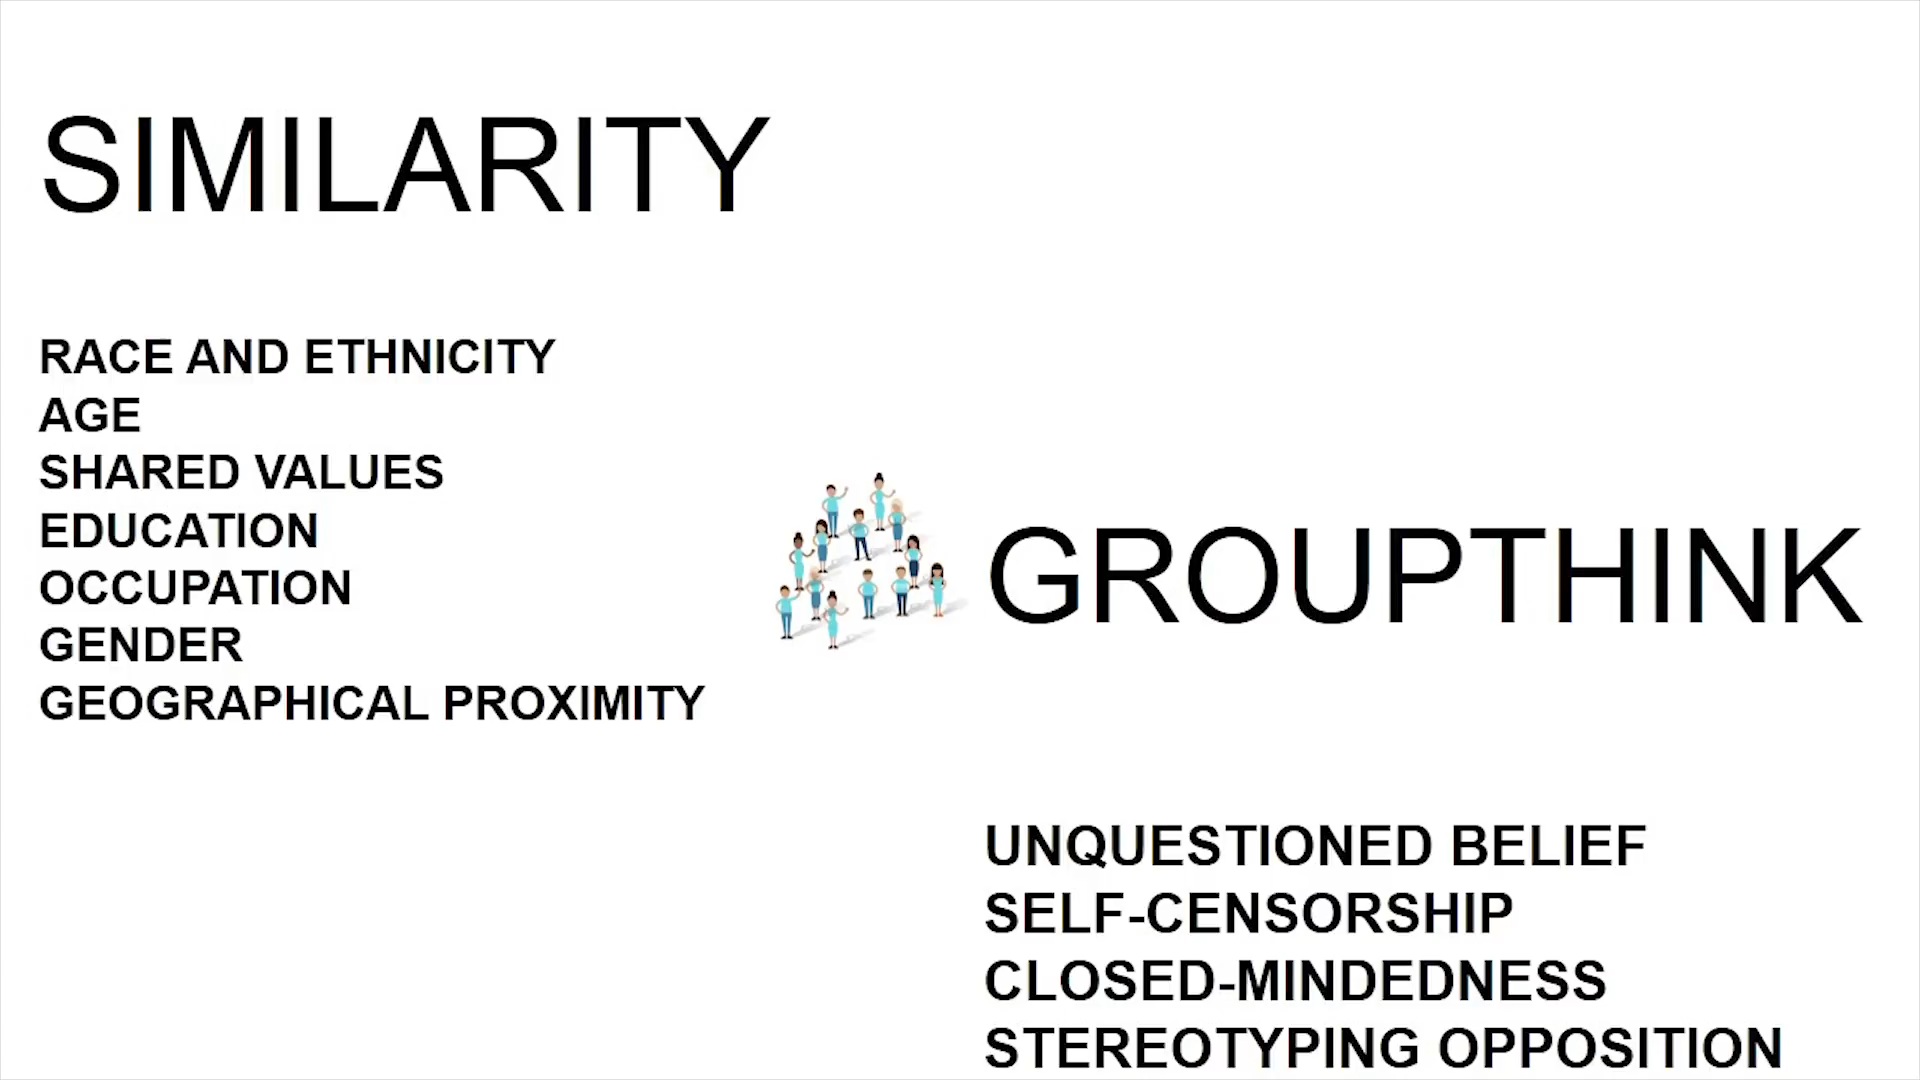 SIMILARITY
RACE AND ETHNICITY
AGE
SHARED VALUES
EDUCATION
OCCUPATION
GENDER
GEOGRAPHICAL PROXIMITY
GROUPTHINK
UNQUESTIONED BELIEF
SELF-CENSORSHIP
CLOSED-MINDEDNESS
STEREOTYPING OPPOSITION